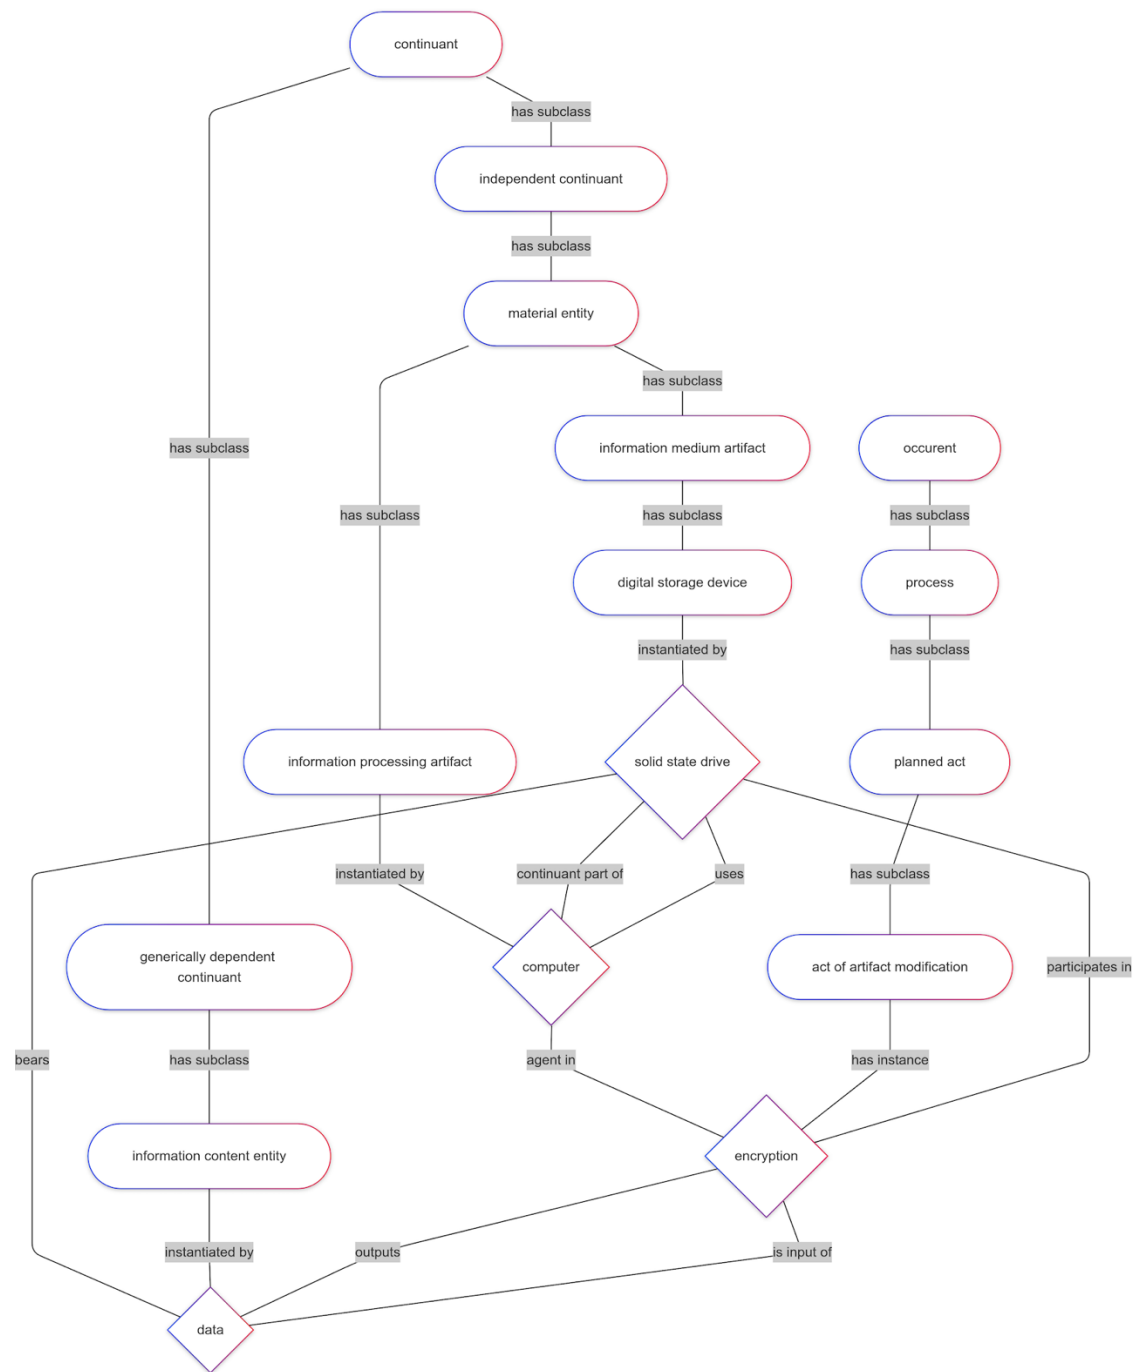 continuant
has subclass
independent continuant
has subclass
material entity
has subclass
has subclass
information medium artifact
occurent
has subclass
has subclass
has subclass
digital storage device
process
instantiated by
has subclass
information processing artifact
solid state drive
planned act
instantiated by
continuant part of
uses
has subclass
generically dependent
continuant
computer
act of artifact modification
participates in
bears
has subclass
agent in
has instance
information content entity
encryption
instantiated by
outputs
is input of
data